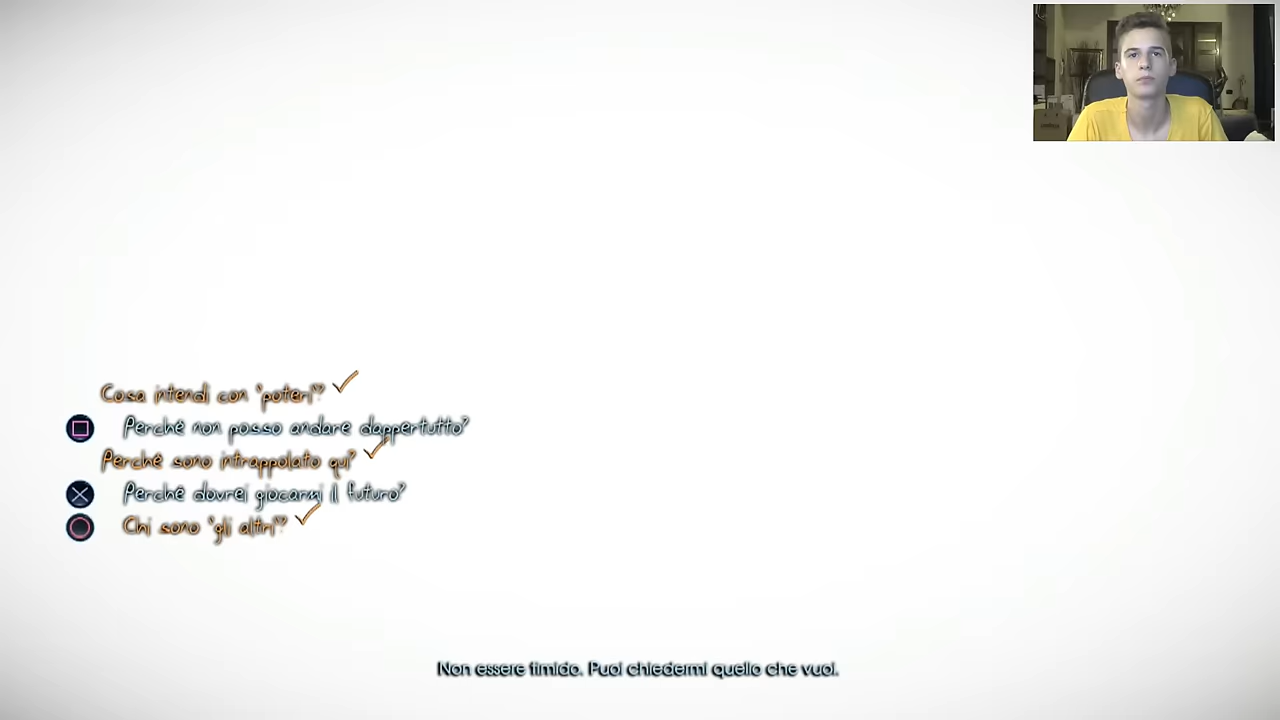 Cosa intendi con 'poteri'?
Perché non posso andare dappertutto?
Perché sono intrappolato qui?
Perché dovrei giocarmi il futuro?
Chi sono 'gli altri'?
Non essere timido. Puoi chiedermi quello che vuoi.